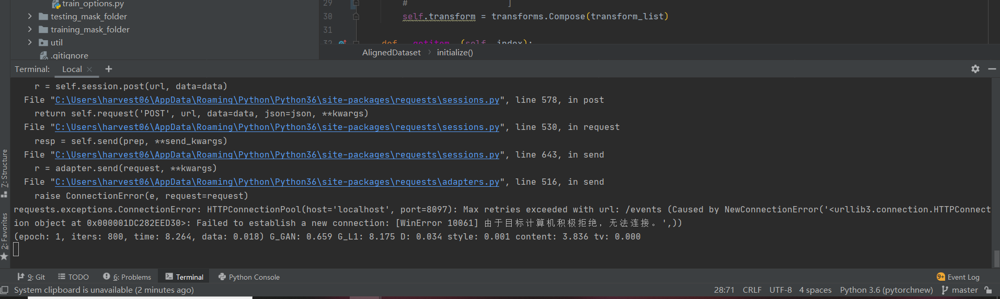 train_options.py
testing_mask_folder
training_mask_folder
util
.gitignore
29 # ]
30 self.transform = transforms.Compose(transform_list)
31
32 def __getitem__(self, index):
AlignedDataset > initialize()
Terminal: Local × +
r = self.session.post(url, data=data)
File "C:\Users\harvest06\AppData\Roaming\Python\Python36\site-packages\requests\sessions.py", line 578, in post
return self.request('POST', url, data=data, json=json, **kwargs)
File "C:\Users\harvest06\AppData\Roaming\Python\Python36\site-packages\requests\sessions.py", line 530, in request
resp = self.send(prep, **send_kwargs)
File "C:\Users\harvest06\AppData\Roaming\Python\Python36\site-packages\requests\sessions.py", line 643, in send
r = adapter.send(request, **kwargs)
File "C:\Users\harvest06\AppData\Roaming\Python\Python36\site-packages\requests\adapters.py", line 516, in send
raise ConnectionError(e, request=request)
requests.exceptions.ConnectionError: HTTPConnectionPool(host='localhost', port=8097): Max retries exceeded with url: /events (Caused by NewConnectionError('<urllib3.connection.HTTPConnect
ion object at 0x000001DC282EED30>: Failed to establish a new connection: [WinError 10061] 由于目标计算机积极拒绝，无法连接。',))
(epoch: 1, iters: 800, time: 8.264, data: 0.018) G_GAN: 0.659 G_L1: 8.175 D: 0.034 style: 0.001 content: 3.836 tv: 0.000
7: Structure
2: Favorites
9: Git TODO 6: Problems Terminal Python Console 9+ Event Log
System clipboard is unavailable (2 minutes ago) 28:71 CRLF UTF-8 4 spaces Python 3.6 (pytorchnew) master